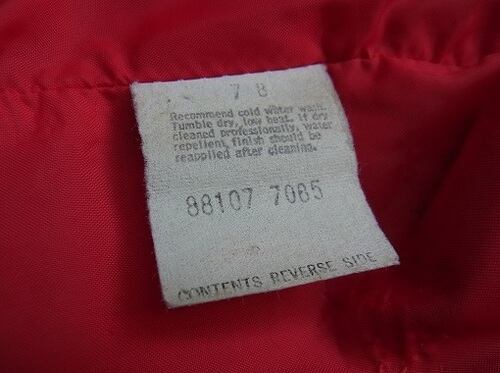 7 8
Recommend cold water wash.
Tumble dry, low heat. If dry
cleaned professionally, water
repellent, finish should be
reapplied after cleaning.
88107 7085
CONTENTS REVERSE SIDE